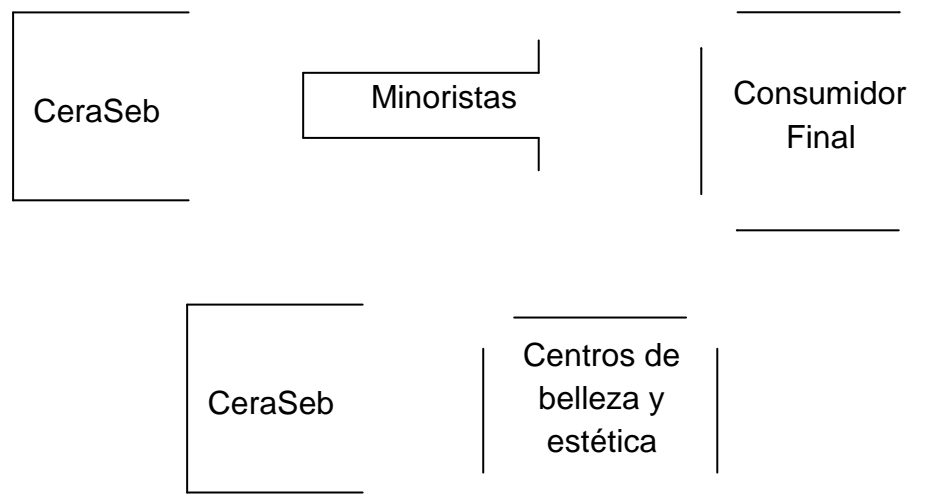 CeraSeb
Minoristas
Consumidor
Final
CeraSeb
Centros de
belleza y
estética